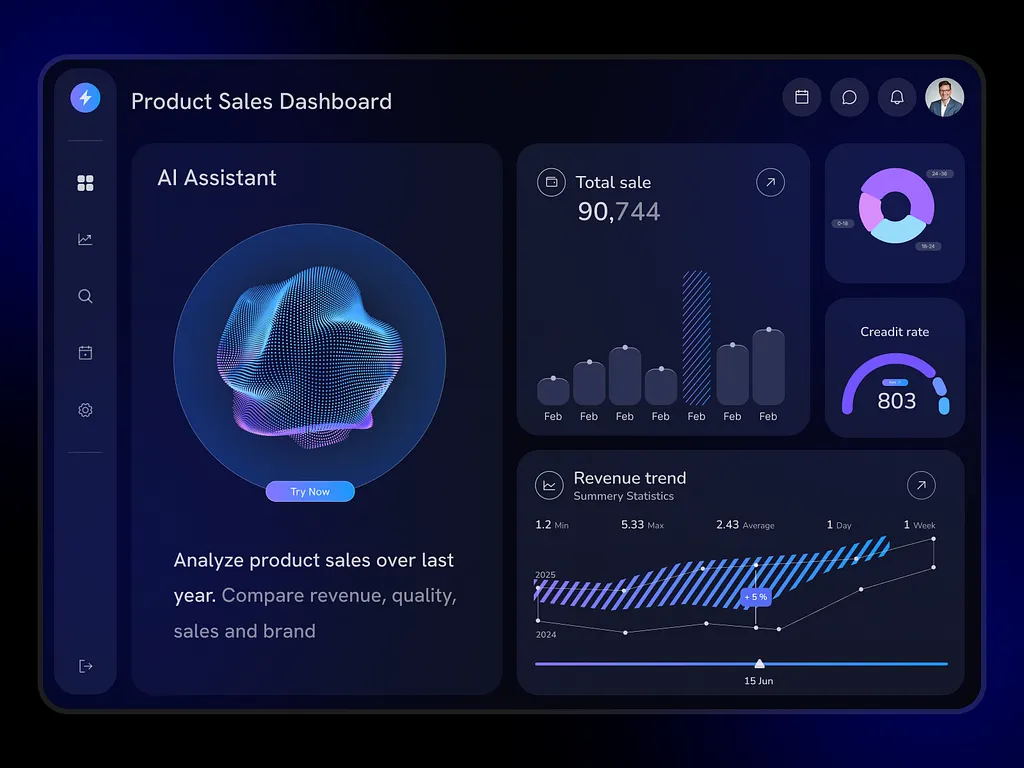 Product Sales Dashboard
AI Assistant
Try Now
Analyze product sales over last
year. Compare revenue, quality,
sales and brand
Total sale
90,744
Feb Feb Feb Feb Feb Feb Feb
24-36
0-18
18-24
Creadit rate
803
Revenue trend
Summery Statistics
1.2 Min 5.33 Max 2.43 Average 1 Day 1 Week
2025
+ 5 %
2024
15 Jun